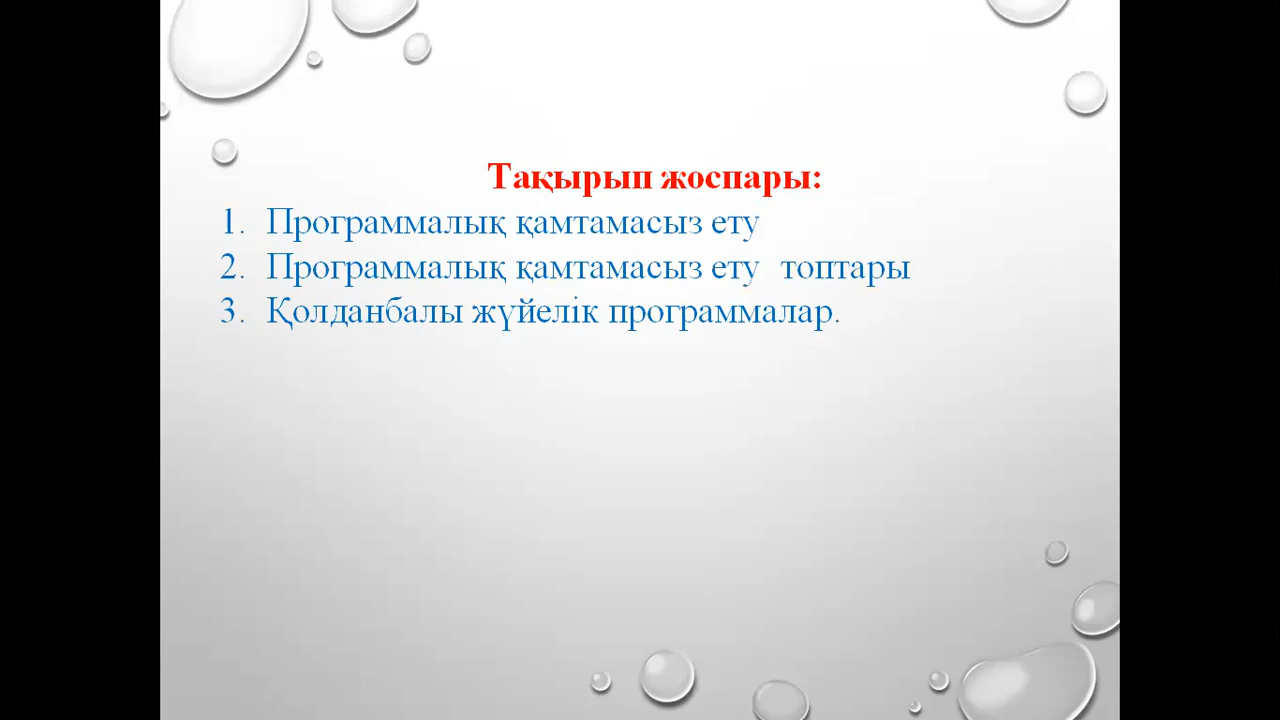 Тақырып жоспары:
1. Программалық қамтамасыз ету
2. Программалық қамтамасыз ету топтары
3. Қолданбалы жүйелік программалар.